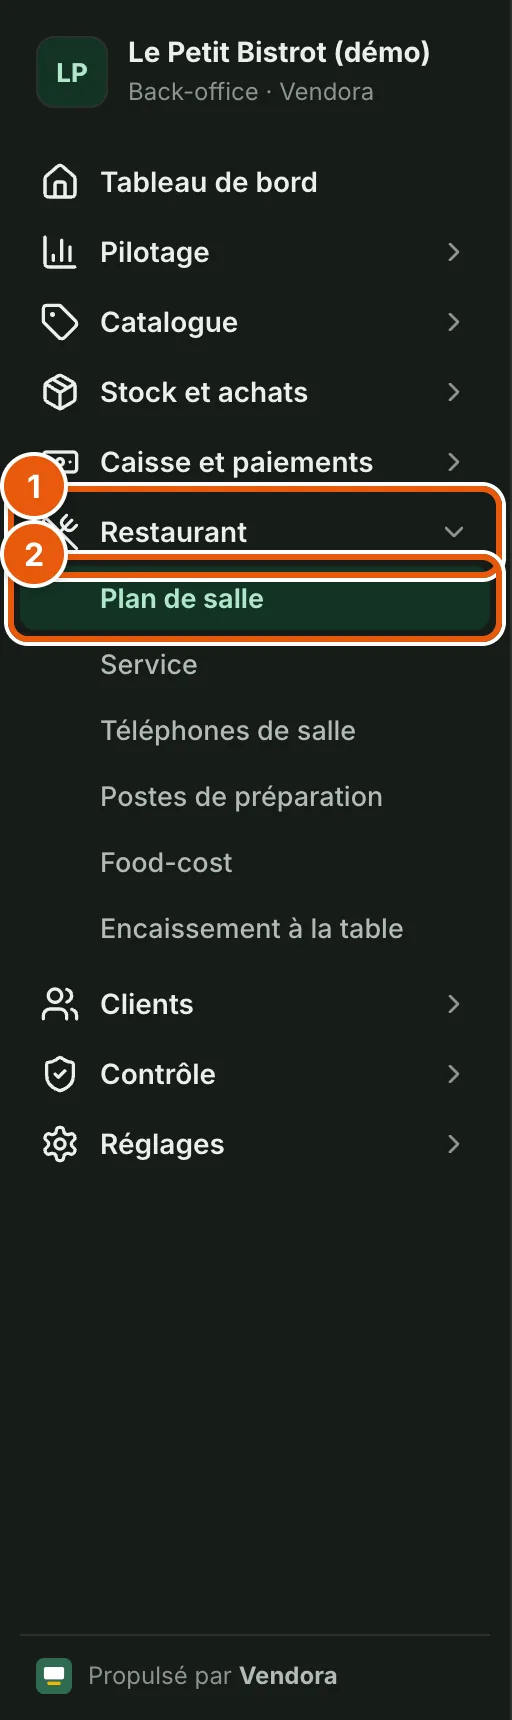 LP
Le Petit Bistrot (démo)
Back-office · Vendora
Tableau de bord
Pilotage
Catalogue
Stock et achats
Caisse et paiements
1
Restaurant
2
Plan de salle
Service
Téléphones de salle
Postes de préparation
Food-cost
Encaissement à la table
Clients
Contrôle
Réglages
Propulsé par Vendora